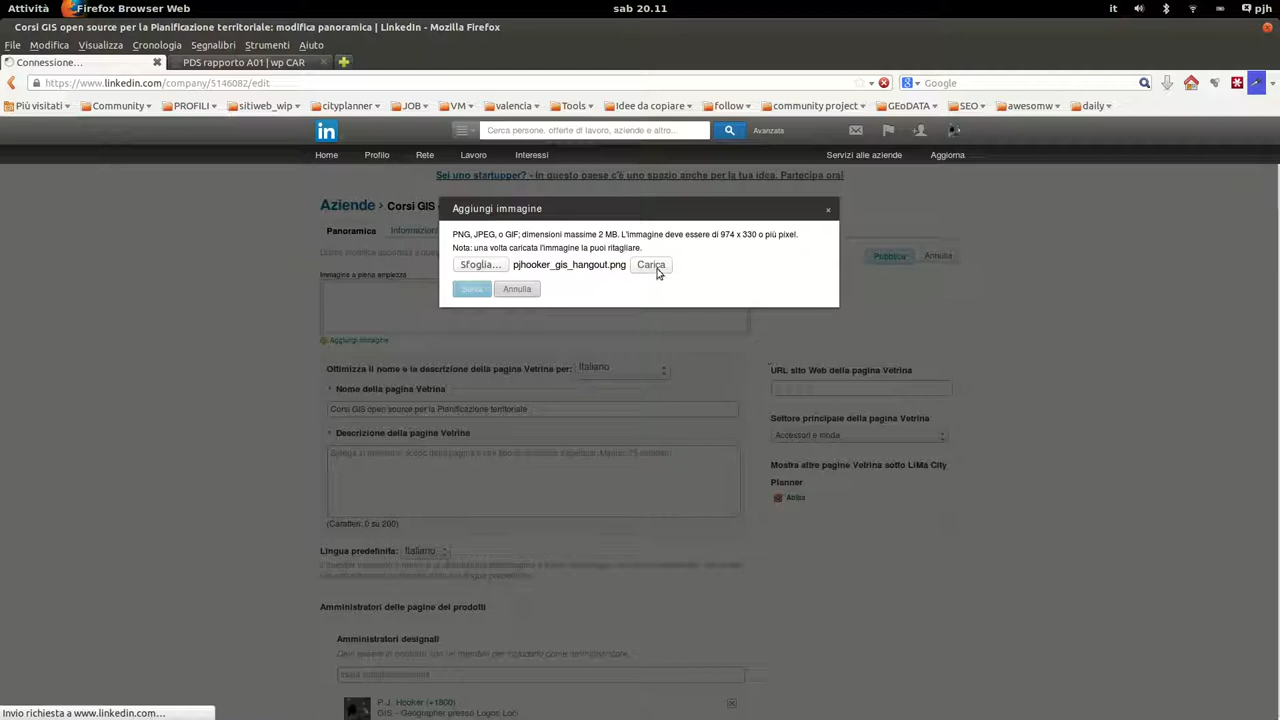 Attività Firefox Browser Web sab 20.11 it pjh
Corsi GIS open source per la Pianificazione territoriale: modifica panoramica | LinkedIn - Mozilla Firefox
File Modifica Visualizza Cronologia Segnalibri Strumenti Aiuto
Connessione... PDS rapporto A01 | wp CAR
https://www.linkedin.com/company/5146082/edit Google
Più visitati Community PROFILI sitiweb_wip cityplanner JOB VM valencia Tools Idee da copiare follow community project GEoDATA SEO awesomw daily
in Cerca persone, offerte di lavoro, aziende e altro... Avanzata
Home Profilo Rete Lavoro Interessi Servizi alle aziende Aggiorna
Sei uno startupper? - In questo paese c'è uno spazio anche per la tua idea. Partecipa ora!
Aziende › Corsi GIS
Aggiungi immagine ×
Panoramica Informazioni
PNG, JPEG, o GIF; dimensioni massime 2 MB. L'immagine deve essere di 974 x 330 o più pixel.
Nota: una volta caricata l'immagine la puoi ritagliare.
Pubblica Annulla
Sfoglia... pjhooker_gis_hangout.png Carica
Immagine a piena ampiezza
Salva Annulla
Aggiungi immagine
Ottimizza il nome e la descrizione della pagina Vetrina per: Italiano
URL sito Web della pagina Vetrina
* Nome della pagina Vetrina
Corsi GIS open source per la Pianificazione territoriale
Settore principale della pagina Vetrina
* Descrizione della pagina Vetrina
Accessori e moda
Mostra altre pagine Vetrina sotto LiMa City
Planner
Abisa
(Caratteri: 0 su 200)
Lingua predefinita: Italiano
Amministratori delle pagine dei prodotti
Amministratori designati
P.J. Hooker (+1800)
GIS - Geographer presso Logos Loci
Invio richiesta a www.linkedin.com...